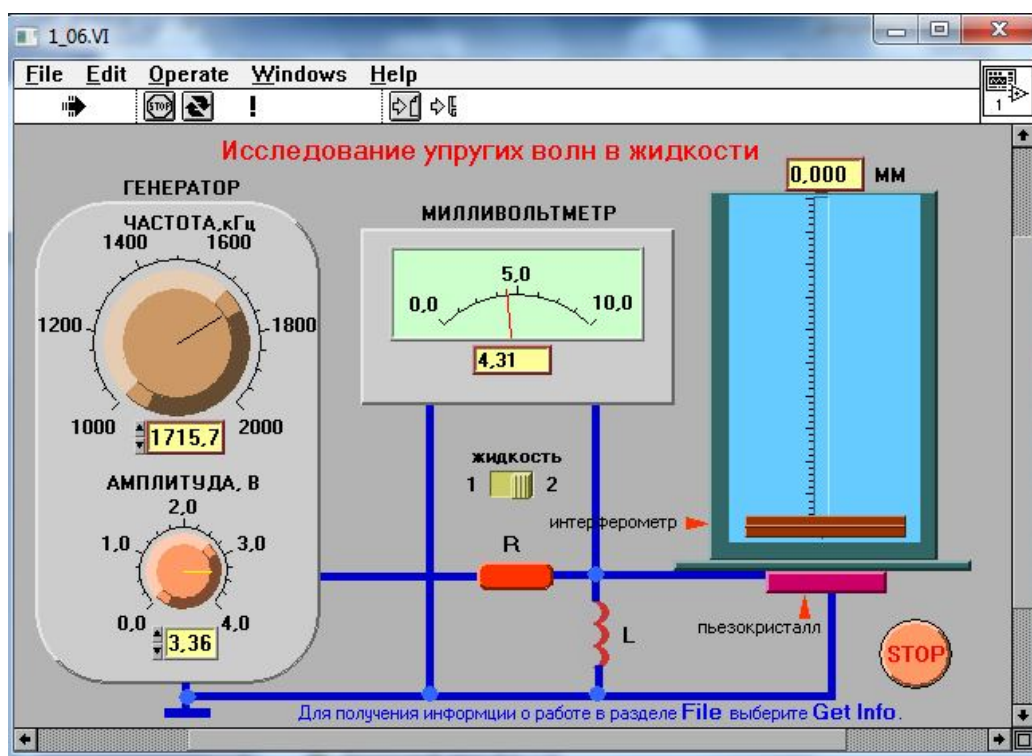 1_06.VI
File Edit Operate Windows Help
STOP
1
Исследование упругих волн в жидкости
0,000 мм
ГЕНЕРАТОР
ЧАСТОТА,кГц
1400 1600
1200 1800
1000 2000
1715,7
МИЛЛИВОЛЬТМЕТР
5,0
0,0 10,0
4,31
жидкость
1 2
АМПЛИТУДА, В
2,0
1,0 3,0
0,0 4,0
3,36
интерферометр
R
L
пьезокристалл
STOP
Для получения информции о работе в разделе File выберите Get Info.